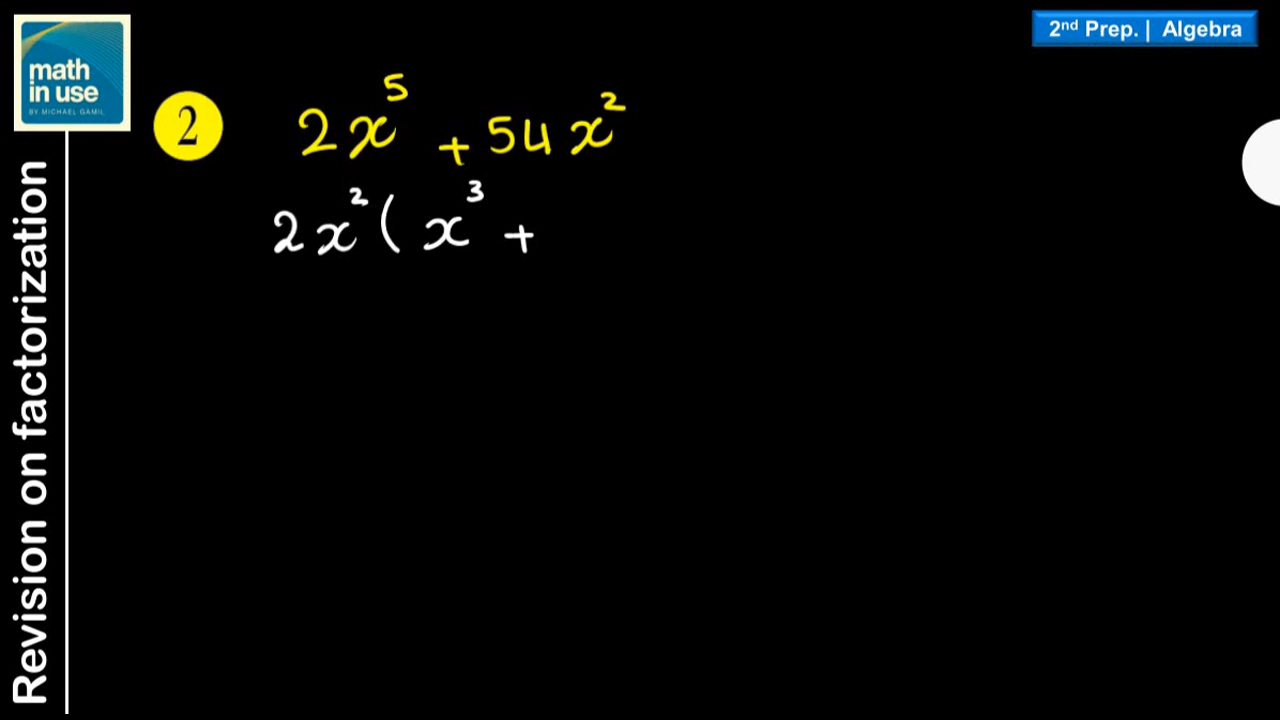 math
in use
BY MICHAEL GAMIL
2nd Prep. | Algebra
Revision on factorization
2
2x⁵ + 54x²
2x² ( x³ +